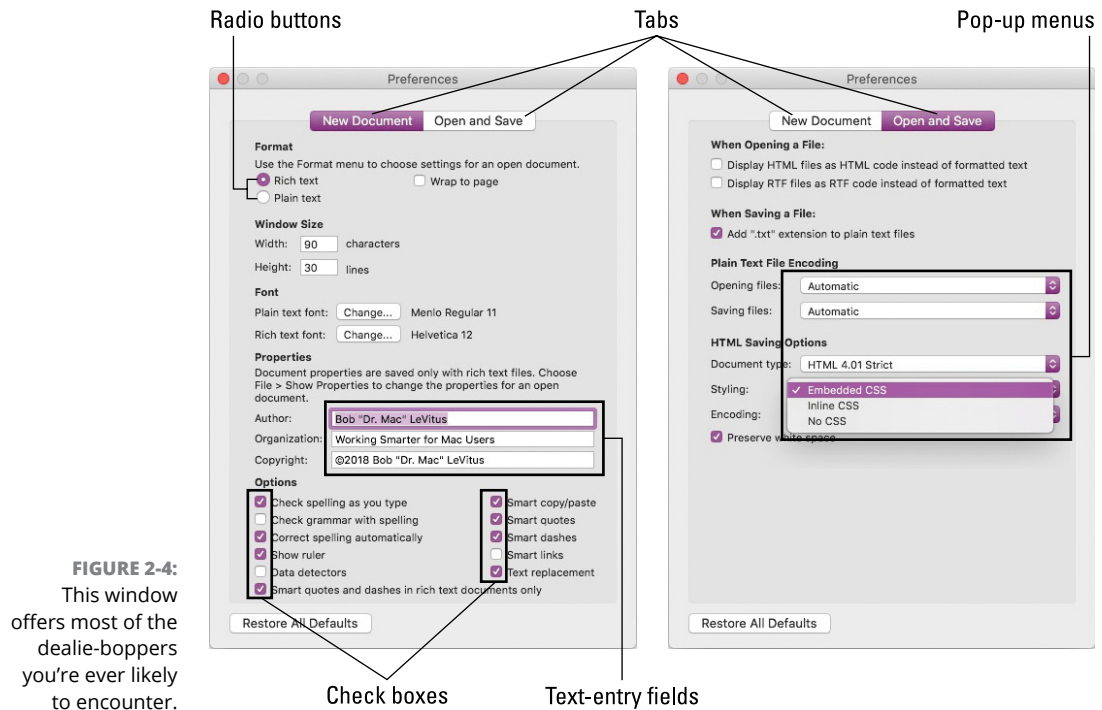 Radio buttons
Tabs
Pop-up menus
Preferences
New Document
Open and Save
Format
Use the Format menu to choose settings for an open document.
Rich text
Wrap to page
Plain text
Window Size
Width: 90 characters
Height: 30 lines
Font
Plain text font: Change... Menlo Regular 11
Rich text font: Change... Helvetica 12
Properties
Document properties are saved only with rich text files. Choose
File > Show Properties to change the properties for an open
document.
Author: Bob "Dr. Mac" LeVitus
Organization: Working Smarter for Mac Users
Copyright: ©2018 Bob "Dr. Mac" LeVitus
Options
Check spelling as you type
Smart copy/paste
Check grammar with spelling
Smart quotes
Correct spelling automatically
Smart dashes
Show ruler
Smart links
Data detectors
Text replacement
Smart quotes and dashes in rich text documents only
Restore All Defaults
Preferences
New Document
Open and Save
When Opening a File:
Display HTML files as HTML code instead of formatted text
Display RTF files as RTF code instead of formatted text
When Saving a File:
Add ".txt" extension to plain text files
Plain Text File Encoding
Opening files: Automatic
Saving files: Automatic
HTML Saving Options
Document type: HTML 4.01 Strict
Styling: Embedded CSS
Inline CSS
Encoding: No CSS
Preserve white space
Restore All Defaults
Check boxes
Text-entry fields
FIGURE 2-4:
This window
offers most of the
dealie-boppers
you're ever likely
to encounter.